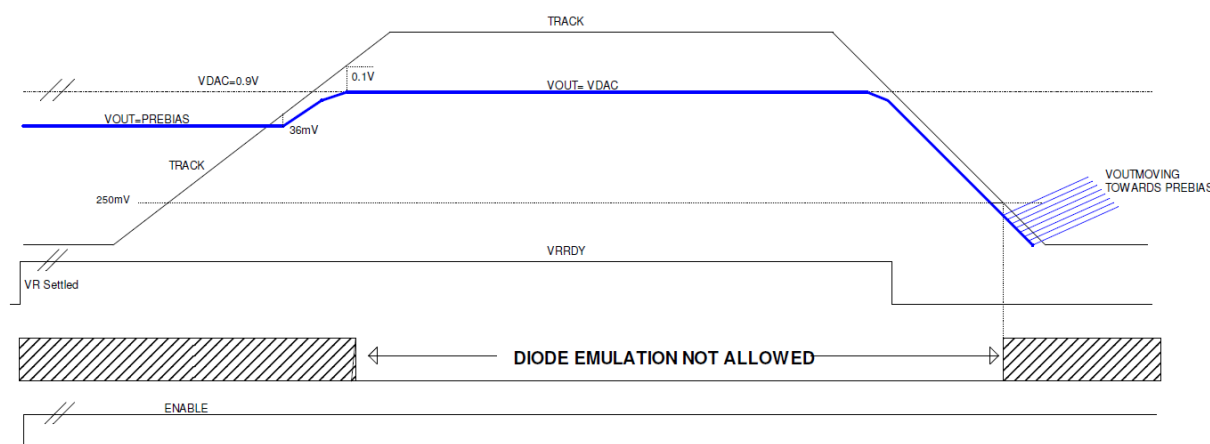 TRACK
VDAC=0.9V
0.1V
VOUT= VDAC
VOUT=PREBIAS
36mV
TRACK
VOUTMOVING
TOWARDS PREBIAS
250mV
VRRDY
VR Settled
DIODE EMULATION NOT ALLOWED
ENABLE